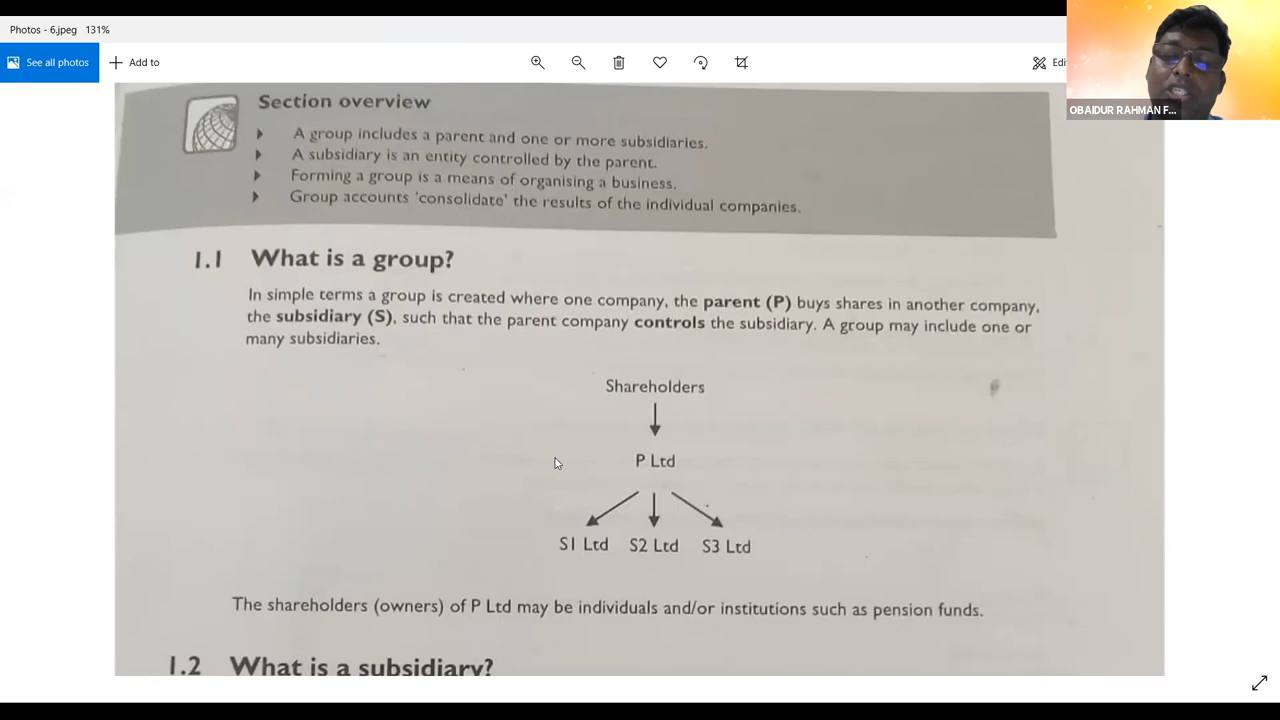 Photos - 6.jpeg 131%
See all photos
Add to
Edi
OBAIDUR RAHMAN F...
Section overview
A group includes a parent and one or more subsidiaries.
A subsidiary is an entity controlled by the parent.
Forming a group is a means of organising a business.
Group accounts 'consolidate' the results of the individual companies.
1.1 What is a group?
In simple terms a group is created where one company, the parent (P) buys shares in another company,
the subsidiary (S), such that the parent company controls the subsidiary. A group may include one or
many subsidiaries.
Shareholders
P Ltd
S1 Ltd S2 Ltd S3 Ltd
The shareholders (owners) of P Ltd may be individuals and/or institutions such as pension funds.
1.2 What is a subsidiary?